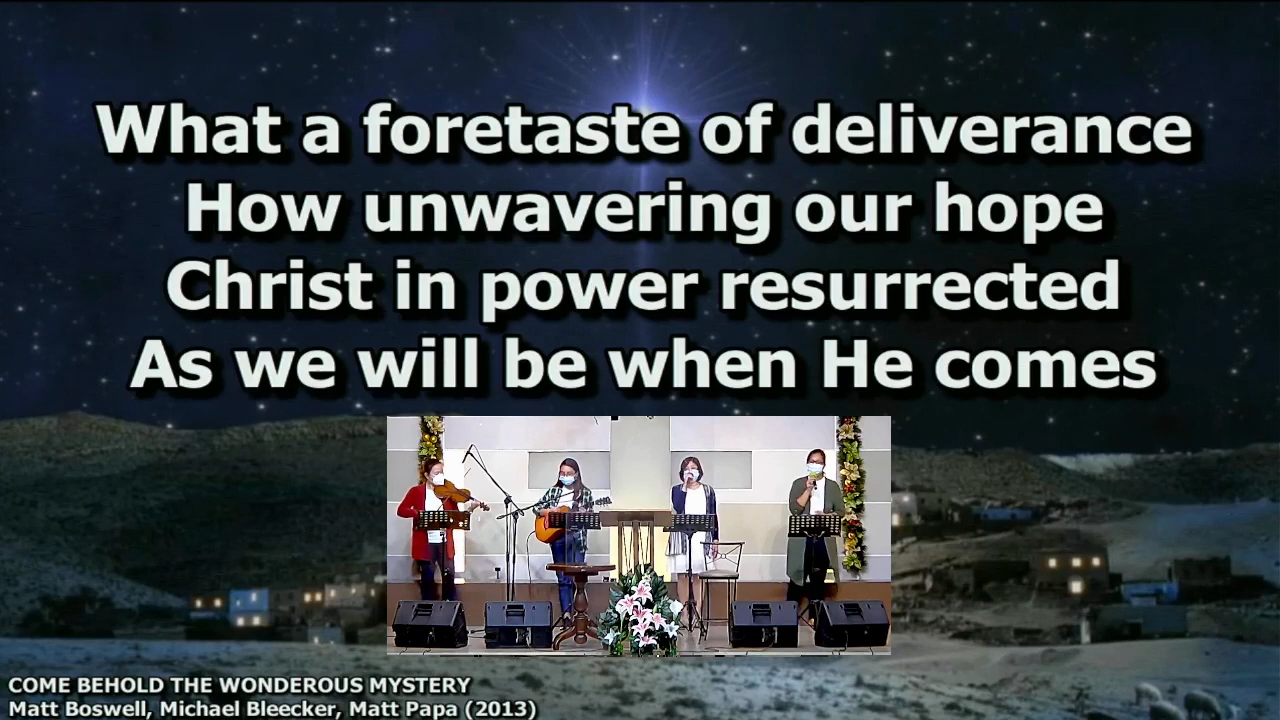 What a foretaste of deliverance
How unwavering our hope
Christ in power resurrected
As we will be when He comes
COME BEHOLD THE WONDEROUS MYSTERY
Matt Boswell, Michael Bleecker, Matt Papa (2013)